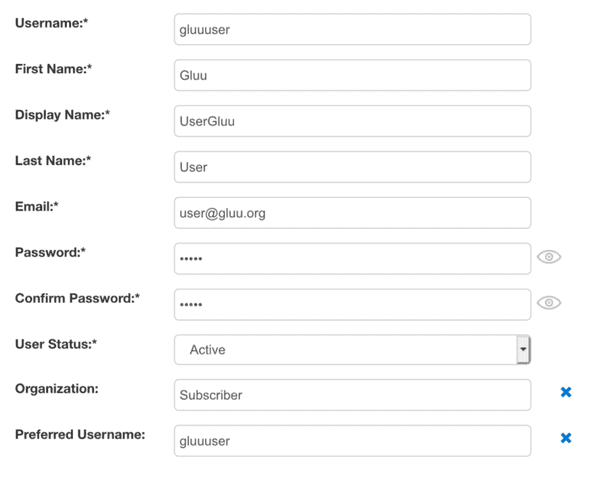 Username:*
gluuuser
First Name:*
Gluu
Display Name:*
UserGluu
Last Name:*
User
Email:*
user@gluu.org
Password:*
•••••
Confirm Password:*
•••••
User Status:*
Active
Organization:
Subscriber
Preferred Username:
gluuuser